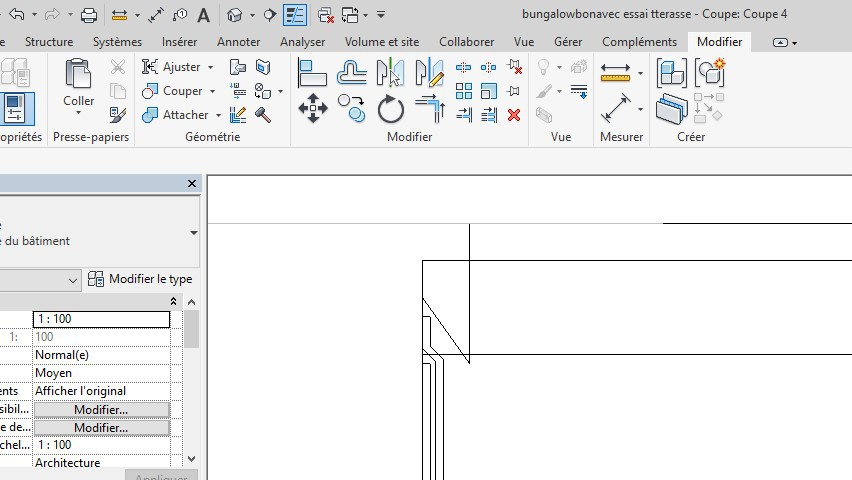 bungalowbonavec essai tterasse - Coupe: Coupe 4
e Structure Systèmes Insérer Annoter Analyser Volume et site Collaborer Vue Gérer Compléments Modifier
Coller
Ajuster
Couper
Attacher
opriétés Presse-papiers Géométrie Modifier Vue Mesurer Créer
e
é du bâtiment
Modifier le type
1 : 100
1: 100
Normal(e)
Moyen
ents Afficher l'original
sibil... Modifier...
e de... Modifier...
chel... 1 : 100
Architecture
Appliquer